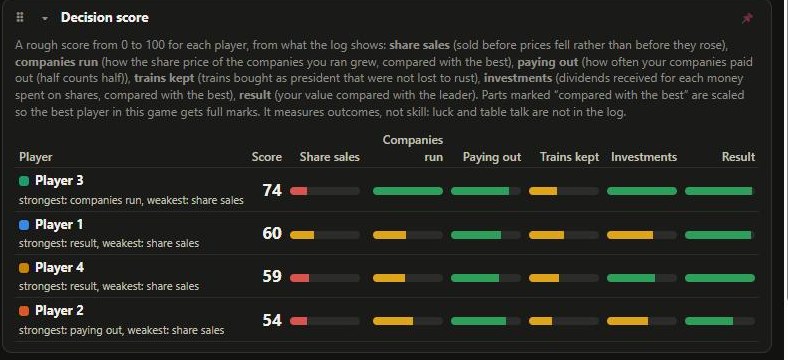 Decision score
A rough score from 0 to 100 for each player, from what the log shows: share sales (sold before prices fell rather than before they rose),
companies run (how the share price of the companies you ran grew, compared with the best), paying out (how often your companies paid
out (half counts half)), trains kept (trains bought as president that were not lost to rust), investments (dividends received for each money
spent on shares, compared with the best), result (your value compared with the leader). Parts marked “compared with the best” are scaled
so the best player in this game gets full marks. It measures outcomes, not skill: luck and table talk are not in the log.
Companies
Player Score Share sales run Paying out Trains kept Investments Result
Player 3
74
strongest: companies run, weakest: share sales
Player 1
60
strongest: result, weakest: share sales
Player 4
59
strongest: result, weakest: share sales
Player 2
54
strongest: paying out, weakest: share sales